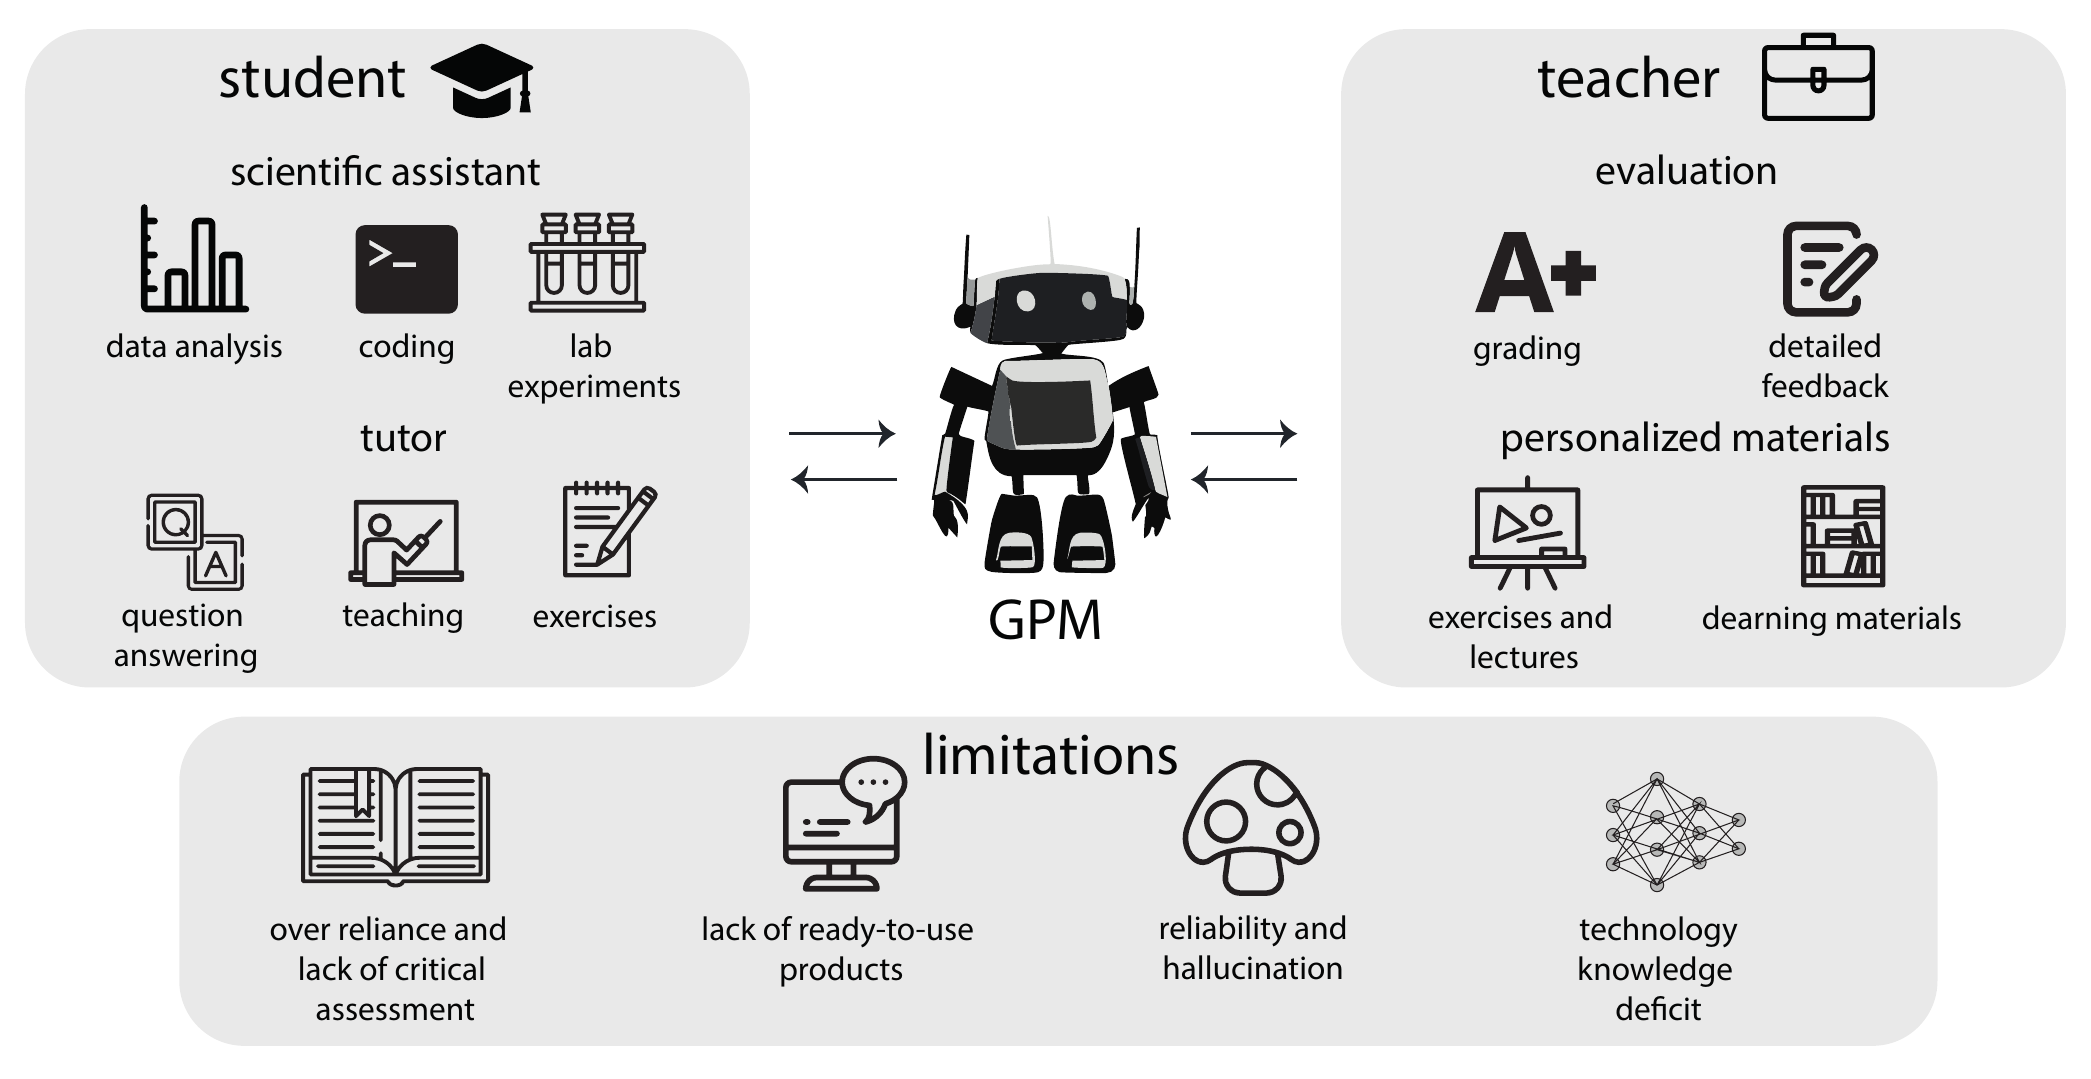 student
scientific assistant
>_
data analysis
coding
lab
experiments
tutor
Q
A
question
answering
teaching
exercises
GPM
teacher
evaluation
A+
grading
detailed
feedback
personalized materials
exercises and
lectures
dearning materials
limitations
over reliance and
lack of critical
assessment
lack of ready-to-use
products
reliability and
hallucination
technology
knowledge
deficit